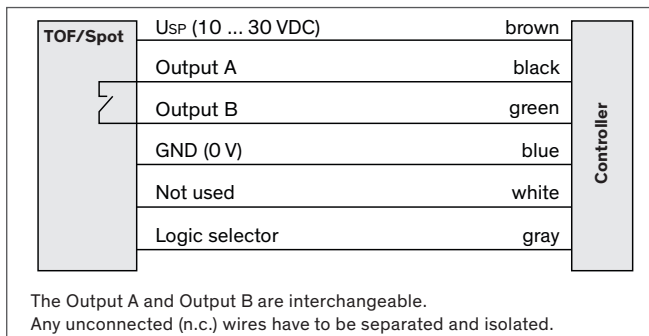 TOF/Spot
USP (10 ... 30 VDC) brown
Output A black
Output B green
GND (0 V) blue
Not used white
Logic selector gray
Controller
The Output A and Output B are interchangeable.
Any unconnected (n.c.) wires have to be separated and isolated.